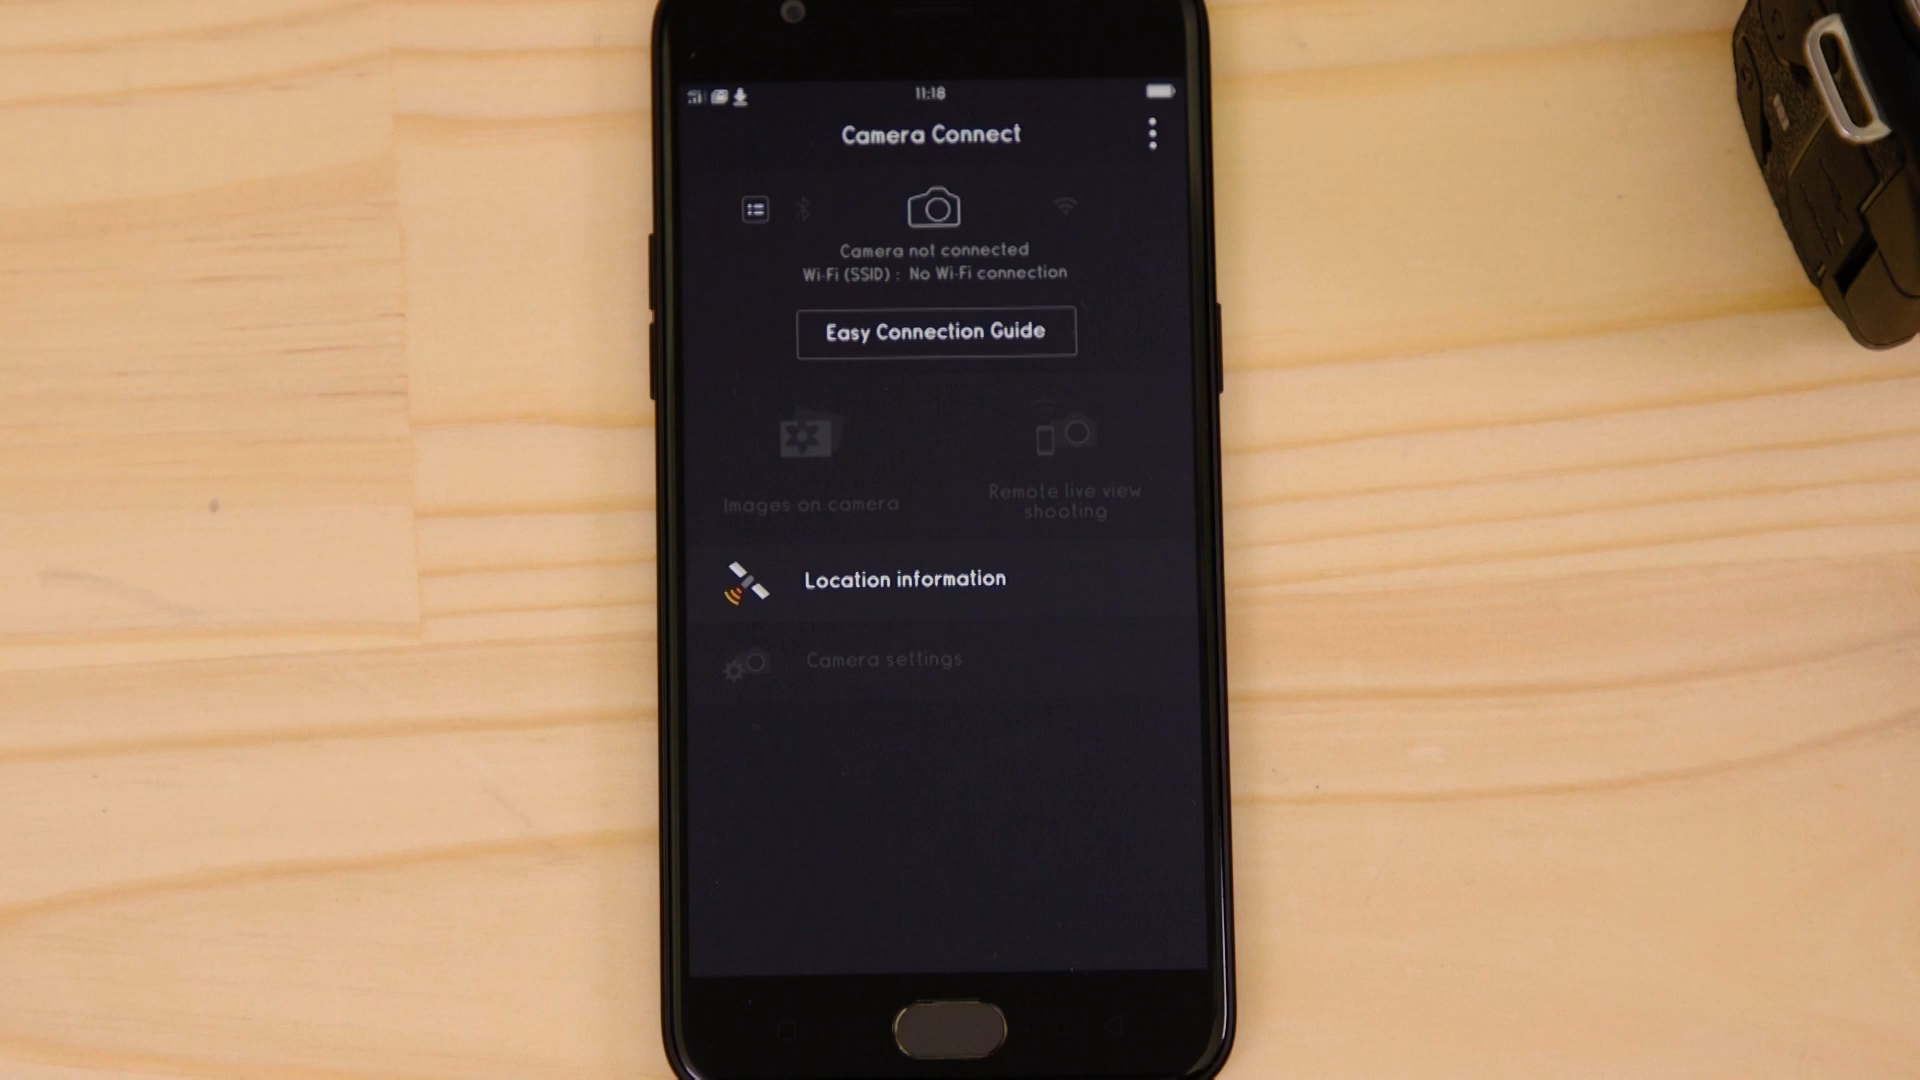 11:18
Camera Connect
Camera not connected
Wi-Fi (SSID) : No Wi-Fi connection
Easy Connection Guide
Images on camera
Remote live view
shooting
Location information
Camera settings